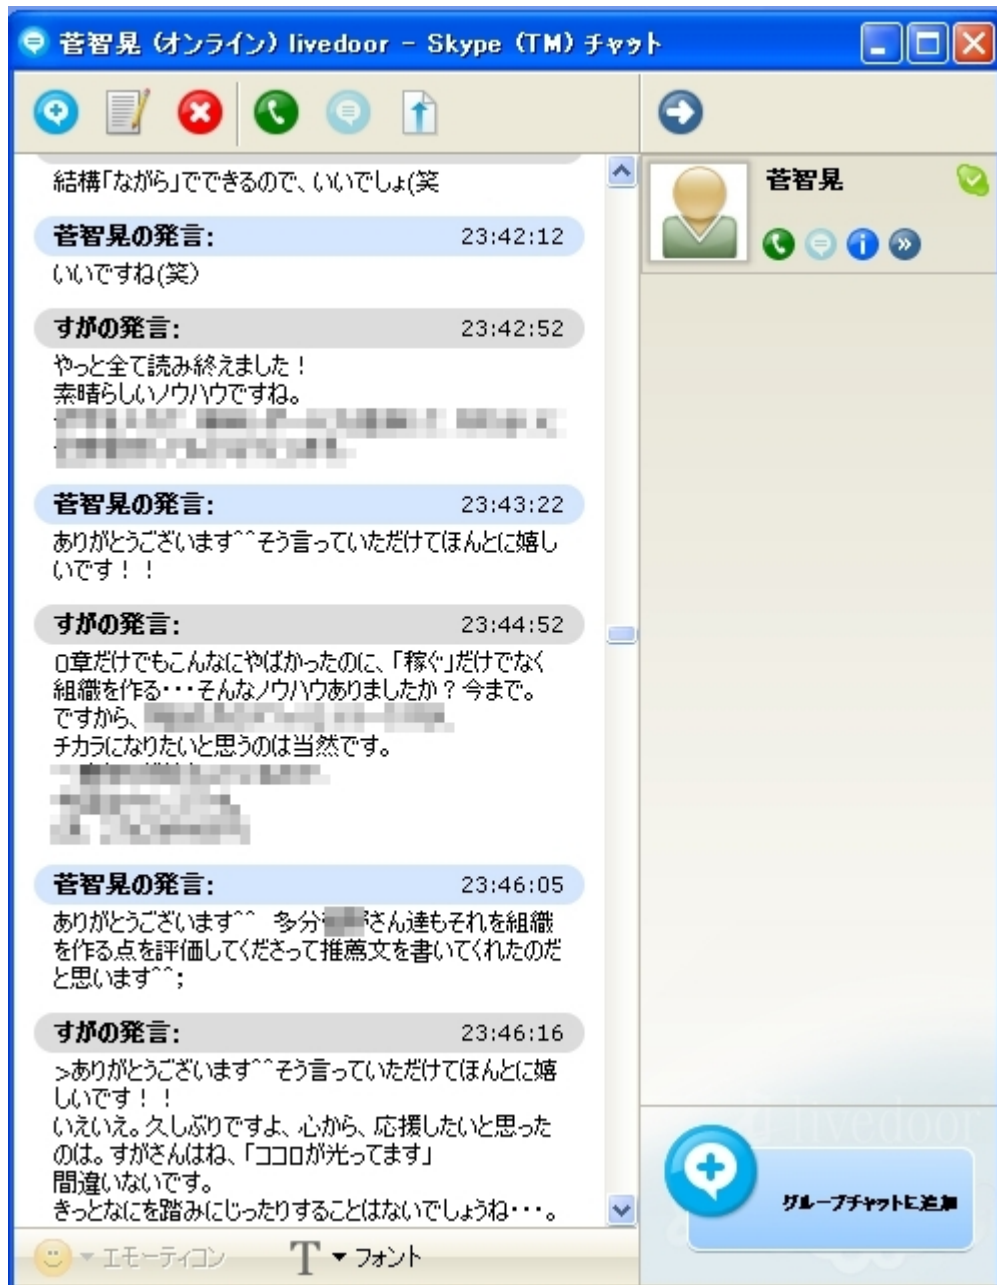 菅智晃 (オンライン) livedoor - Skype (TM) チャット
菅智晃
結構「ながら」でできるので、いいでしょ(笑
菅智晃の発言: 23:42:12
いいですね(笑)
すがの発言: 23:42:52
やっと全て読み終えました！
素晴らしいノウハウですね。
菅智晃の発言: 23:43:22
ありがとうございます^^そう言っていただけてほんとに嬉し
いです！！
すがの発言: 23:44:52
0章だけでもこんなにやばかったのに、「稼ぐ」だけでなく
組織を作る・・・そんなノウハウありましたか？今まで。
ですから、
チカラになりたいと思うのは当然です。
菅智晃の発言: 23:46:05
ありがとうございます^^ 多分 さん達もそれを組織
を作る点を評価してくださって推薦文を書いてくれたのだ
と思います^^;
すがの発言: 23:46:16
>ありがとうございます^^そう言っていただけてほんとに嬉
しいです！！
いえいえ。久しぶりですよ、心から、応援したいと思った
のは。すがさんはね、「ココロが光ってます」
間違いないです。
きっとなにを踏みにじったりすることはないでしょうね・・・。
livedoor
グループチャットに追加
エモーティコン T フォント